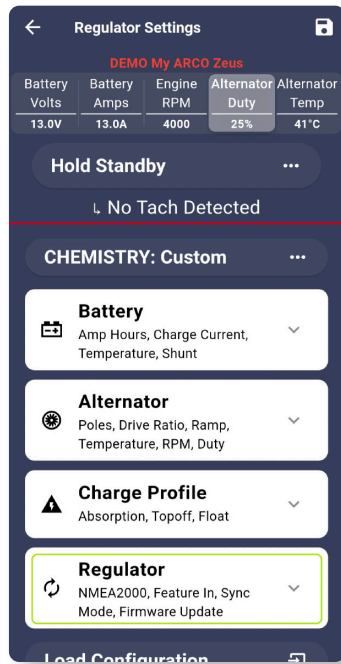 Regulator Settings
DEMO My ARCO Zeus
Battery Volts Battery Amps Engine RPM Alternator Duty Alternator Temp
13.0V 13.0A 4000 25% 41°C
Hold Standby ...
↳ No Tach Detected
CHEMISTRY: Custom ...
Battery
Amp Hours, Charge Current,
Temperature, Shunt
Alternator
Poles, Drive Ratio, Ramp,
Temperature, RPM, Duty
Charge Profile
Absorption, Topoff, Float
Regulator
NMEA2000, Feature In, Sync
Mode, Firmware Update
Load Configuration